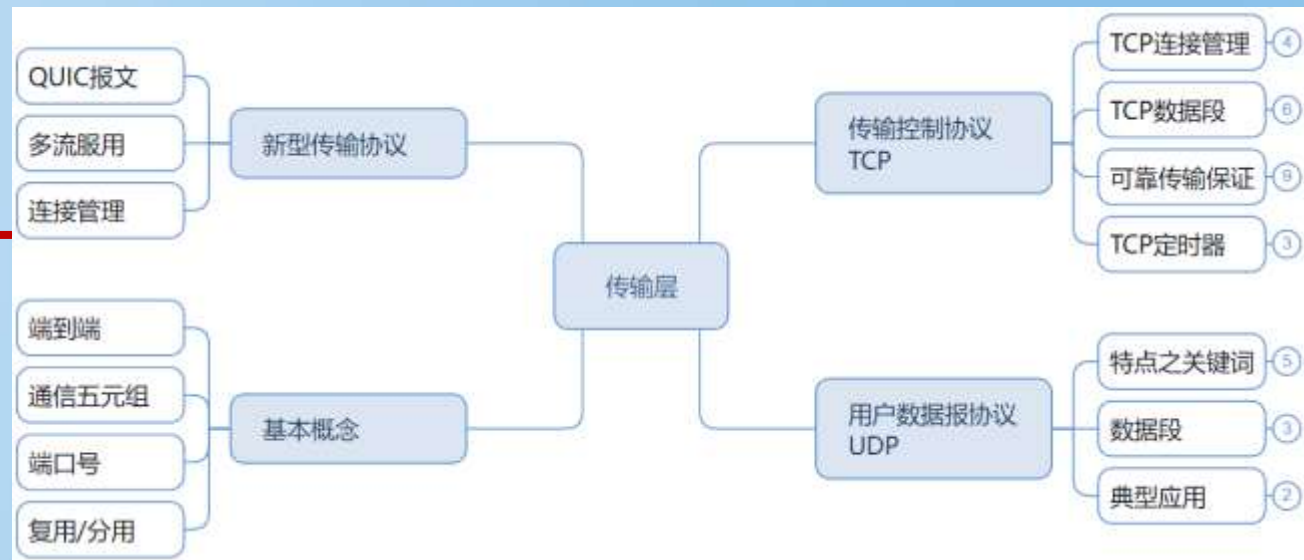 QUIC报文
多流服用
连接管理
新型传输协议
端到端
通信五元组
端口号
复用/分用
基本概念
传输层
传输控制协议
TCP
TCP连接管理 4
TCP数据段 6
可靠传输保证 9
TCP定时器 3
用户数据报协议
UDP
特点之关键词 5
数据段 3
典型应用 2